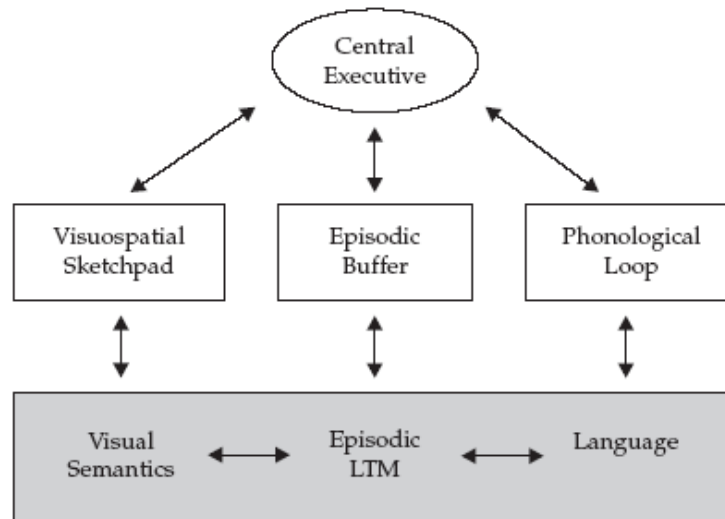 Central
Executive
Visuospatial
Sketchpad
Episodic
Buffer
Phonological
Loop
Visual
Semantics
Episodic
LTM
Language